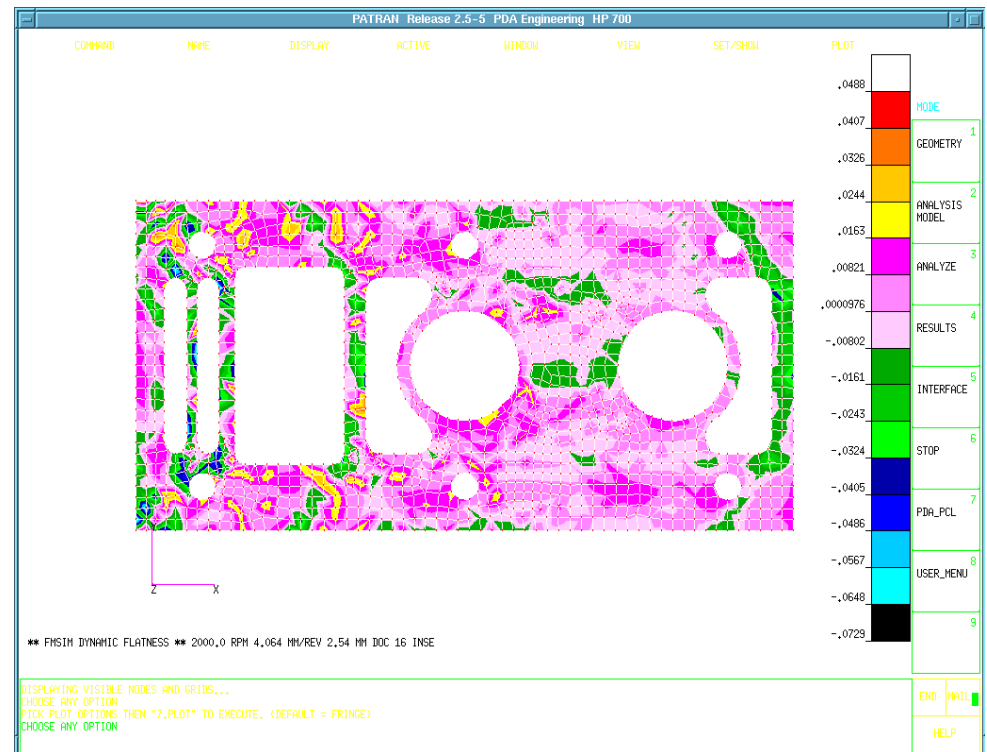 PATRAN Release 2.5-5 PDA Engineering HP 700
COMMAND NAME DISPLAY ACTIVE WINDOW VIEW SET/SHOW PLOT
.0488
.0407
.0326
.0244
.0163
.00821
.0000976
-.00802
-.0161
-.0243
-.0324
-.0405
-.0486
-.0567
-.0648
-.0729
MODE
1
GEOMETRY
2
ANALYSIS
MODEL
3
ANALYZE
4
RESULTS
5
INTERFACE
6
STOP
7
PDA_PCL
8
USER_MENU
9
Z X
** FMSIM DYNAMIC FLATNESS ** 2000.0 RPM 4.064 MM/REV 2.54 MM DOC 16 INSE
DISPLAYING VISIBLE NODES AND GRIDS...
CHOOSE ANY OPTION
PICK PLOT OPTIONS THEN "7.PLOT" TO EXECUTE. (DEFAULT = FRINGE)
CHOOSE ANY OPTION
END MAIL
HELP